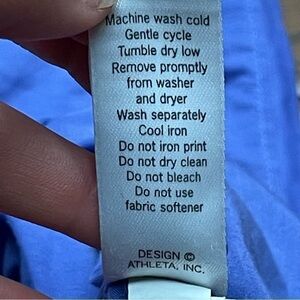 Machine wash cold
Gentle cycle
Tumble dry low
Remove promptly
from washer
and dryer
Wash separately
Cool iron
Do not iron print
Do not dry clean
Do not bleach
Do not use
fabric softener
DESIGN ©
ATHLETA, INC.